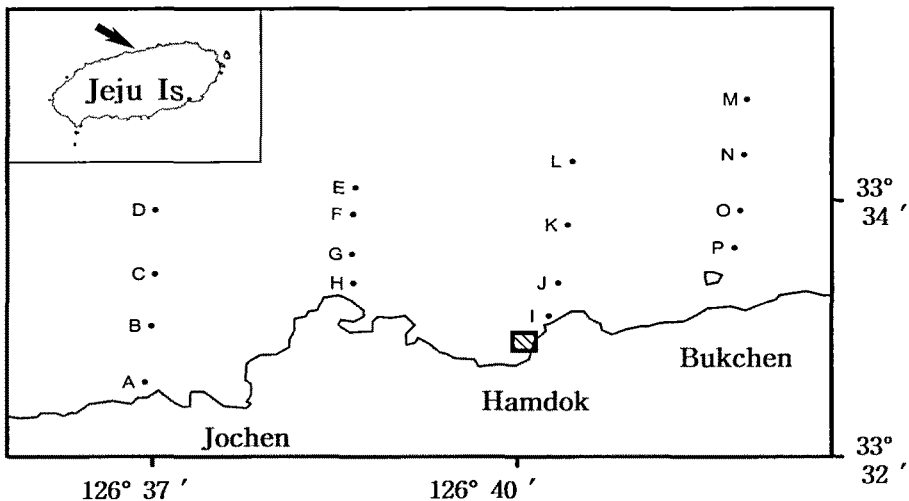 Jeju Is.
M
N
O
P
L
K
J
I
E
F
G
H
D
C
B
A
33°
34 ′
Bukchen
Hamdok
Jochen
33°
32 ′
126° 37 ′
126° 40 ′